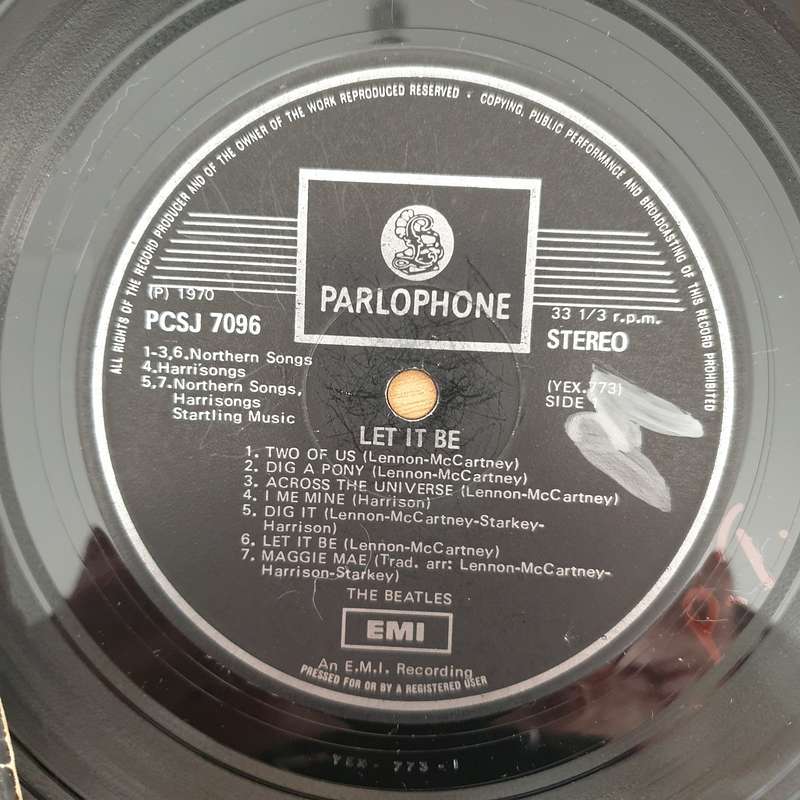 ALL RIGHTS OF THE RECORD PRODUCER AND OF THE OWNER OF THE WORK REPRODUCED RESERVED · COPYING, PUBLIC PERFORMANCE AND BROADCASTING OF THIS RECORD PROHIBITED
PARLOPHONE
(P) 1970
PCSJ 7096
1-3,6.Northern Songs
4.Harrisongs
5,7.Northern Songs,
Harrisongs
Startling Music
33 1/3 r.p.m.
STEREO
(YEX.773)
SIDE
LET IT BE
1. TWO OF US (Lennon-McCartney)
2. DIG A PONY (Lennon-McCartney)
3. ACROSS THE UNIVERSE (Lennon-McCartney)
4. I ME MINE (Harrison)
5. DIG IT (Lennon-McCartney-Starkey-
Harrison)
6. LET IT BE (Lennon-McCartney)
7. MAGGIE MAE (Trad. arr: Lennon-McCartney-
Harrison-Starkey)
THE BEATLES
EMI
An E.M.I. Recording
PRESSED FOR OR BY A REGISTERED USER
YEX - 773 - 1